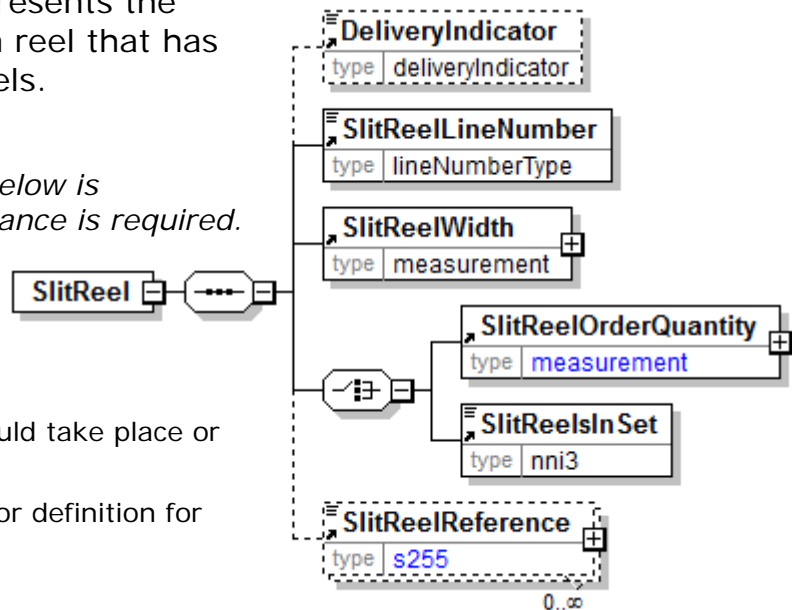 resents the
reel that has
els.
elow is
ance is required.
uld take place or
or definition for
DeliveryIndicator
type deliveryIndicator
SlitReelLineNumber
type lineNumberType
SlitReelWidth
type measurement
SlitReel
SlitReelOrderQuantity
type measurement
SlitReelsInSet
type nni3
SlitReelReference
type s255
0..∞